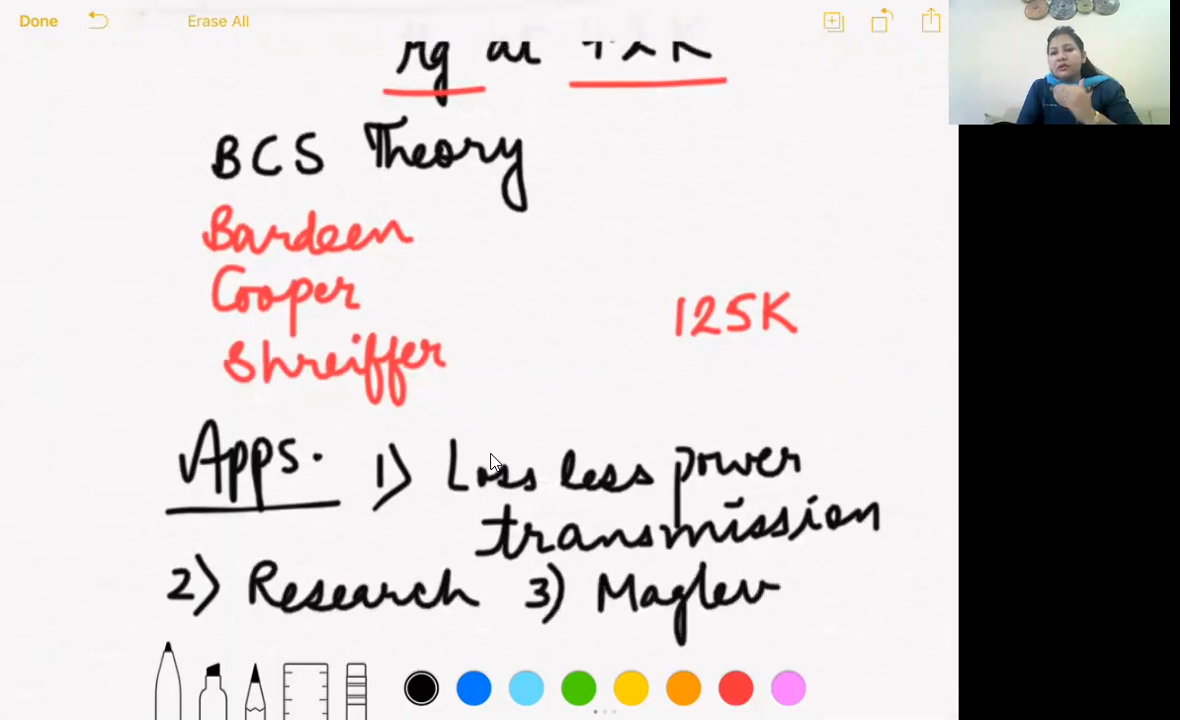 Done Erase All
BCS Theory
Bardeen
Cooper
125K
Shreiffer
Apps. 1) Loss less power
transmission
2) Research 3) Maglev